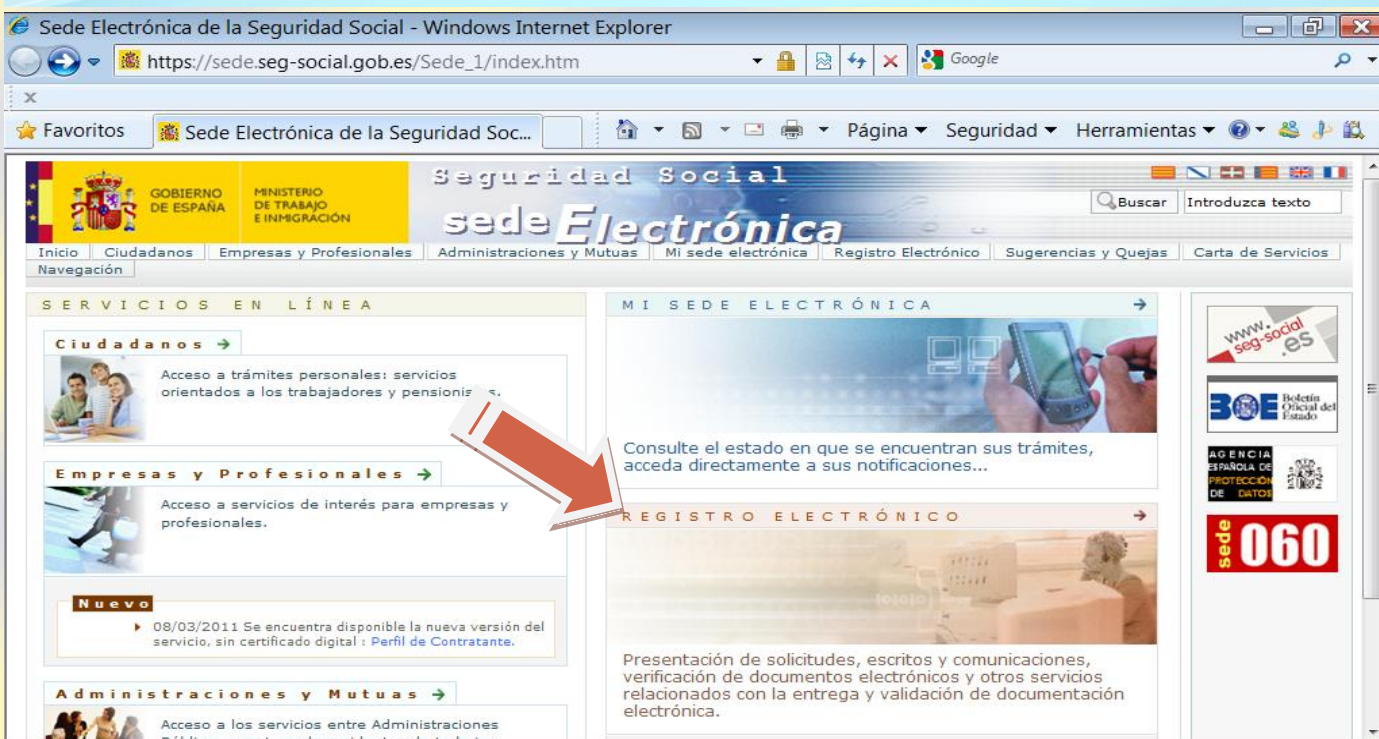 Sede Electrónica de la Seguridad Social - Windows Internet Explorer
https://sede.seg-social.gob.es/Sede_1/index.htm
Google
x
Favoritos
Sede Electrónica de la Seguridad Soc...
Página
Seguridad
Herramientas
GOBIERNO
DE ESPAÑA
MINISTERIO
DE TRABAJO
E INMIGRACIÓN
Seguridad Social
sedeElectrónica
Buscar
Introduzca texto
Inicio
Ciudadanos
Empresas y Profesionales
Administraciones y Mutuas
Mi sede electrónica
Registro Electrónico
Sugerencias y Quejas
Carta de Servicios
Navegación
SERVICIOS EN LÍNEA
Ciudadanos
Acceso a trámites personales: servicios
orientados a los trabajadores y
Empresas y Profesionales
Acceso a servicios de interés para empresas y
profesionales.
Nuevo
08/03/2011 Se encuentra disponible la nueva versión del
servicio, sin certificado digital : Perfil de Contratante.
Administraciones y Mutuas
Acceso a los servicios entre Administraciones
MI SEDE ELECTRÓNICA
Consulte el estado en que se encuentran sus trámites,
acceda directamente a sus notificaciones...
REGISTRO ELECTRÓNICO
Presentación de solicitudes, escritos y comunicaciones,
verificación de documentos electrónicos y otros servicios
relacionados con la entrega y validación de documentación
electrónica.
www.
seg-social
.es
BOE
Boletín
Oficial del
Estado
AGENCIA
ESPAÑOLA DE
PROTECCIÓN
DE DATOS
sede
060